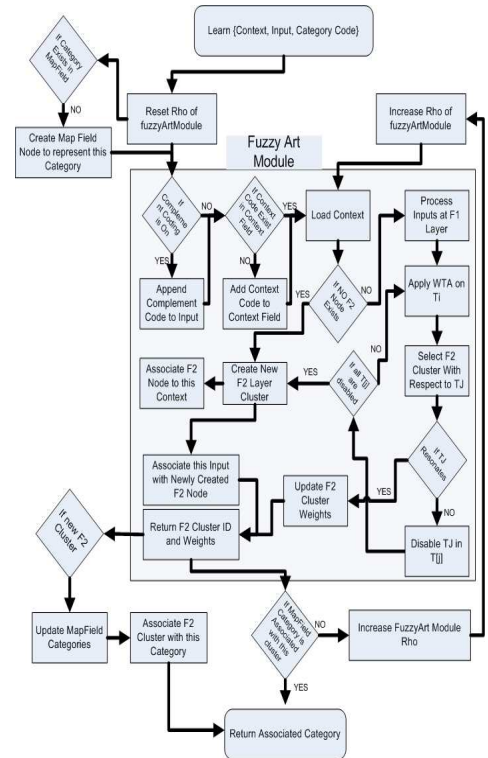 Learn {Context, Input, Category Code}
If Category
Exists in
MapField
NO
Reset Rho of
fuzzyArtModule
Increase Rho of
fuzzyArtModule
Create Map Field
Node to represent this
Category
Fuzzy Art
Module
If
Compleme
nt Coding
is On
NO
YES
If Context
Code Exist
in Context
Field
YES
NO
Load Context
Process
Inputs at F1
Layer
Append
Complement
Code to Input
Add Context
Code to
Context Field
If NO F2
Node
Exists
YES
NO
Apply WTA on
Ti
Associate F2
Node to this
Context
Create New
F2 Layer
Cluster
YES
If all T[j]
are
disabled
NO
Select F2
Cluster With
Respect to TJ
If TJ
Resonates
YES
NO
Associate this Input
with Newly Created
F2 Node
Update F2
Cluster
Weights
Disable TJ in
T[j]
Return F2 Cluster ID
and Weights
If new F2
Cluster
Update MapField
Categories
Associate F2
Cluster with this
Category
If MapField
Category is
Associated
with this
cluster
NO
YES
Increase FuzzyArt Module
Rho
Return Associated Category